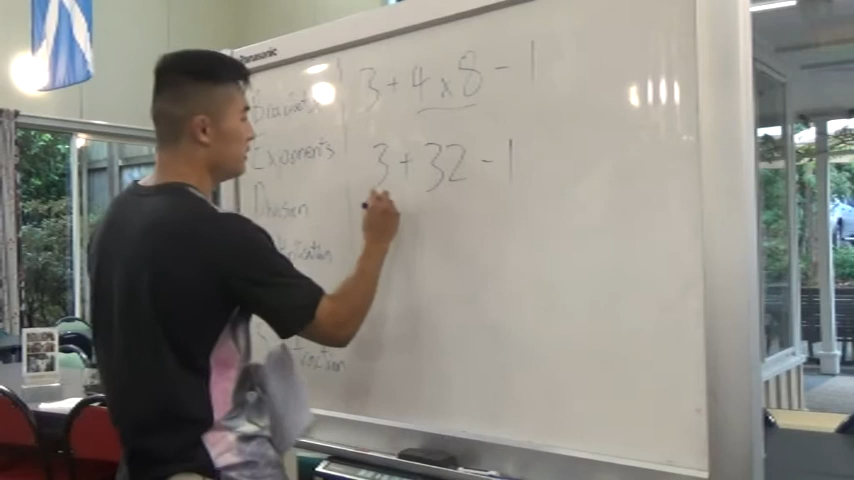 Panasonic
Brackets
Exponents
Division
3 + 4 × 8 - 1
3 + 32 - 1